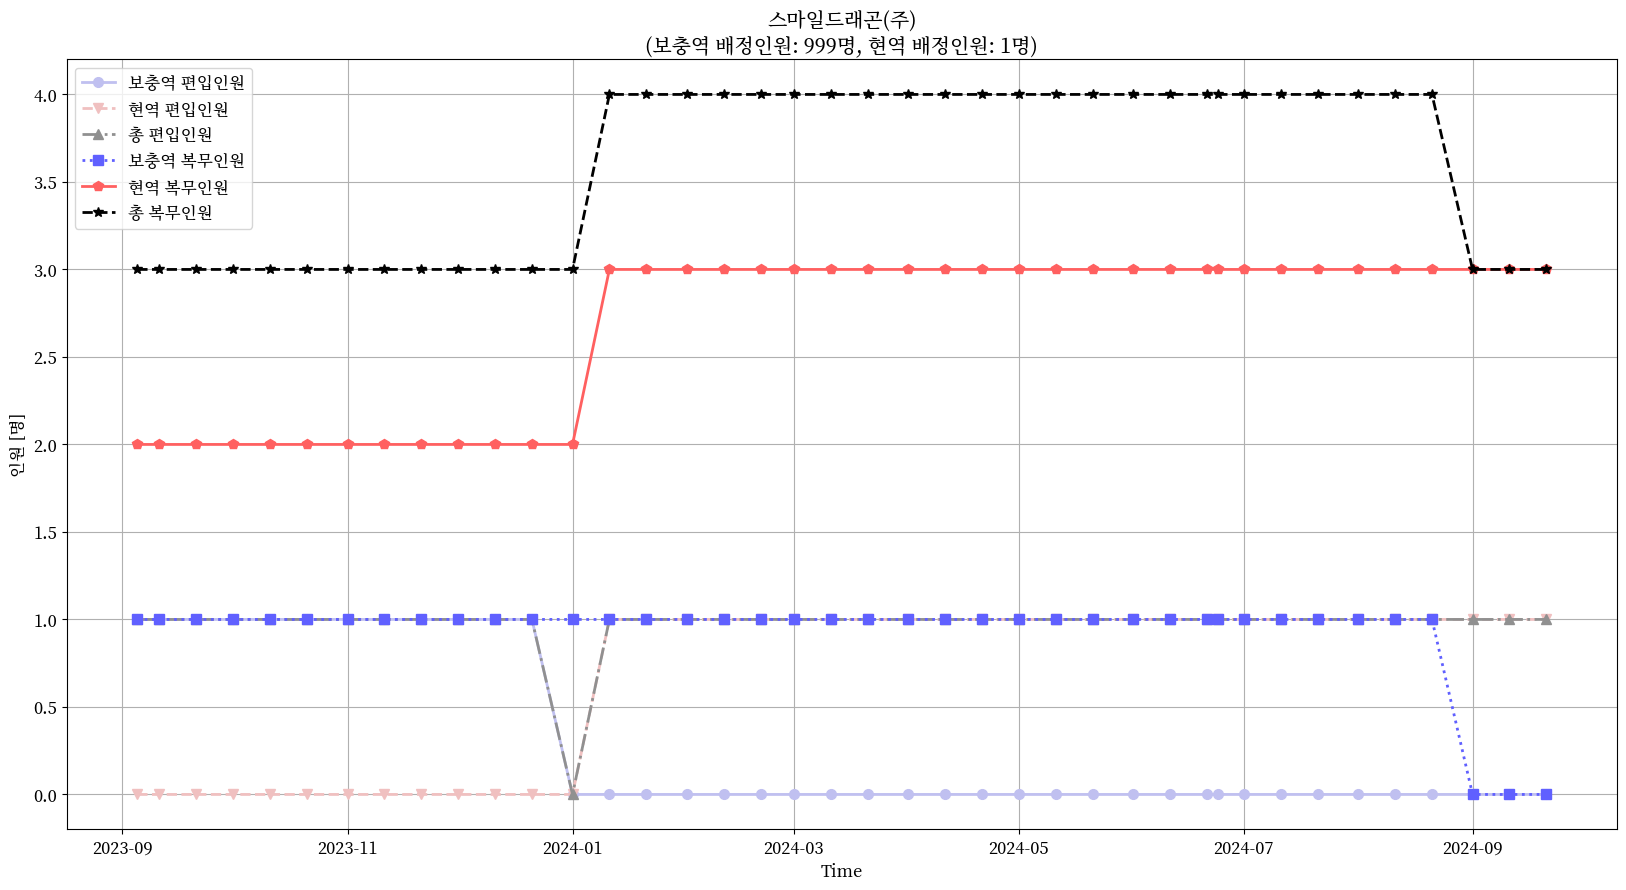 스마일드래곤(주)
(보충역 배정인원: 999명, 현역 배정인원: 1명)
보충역 편입인원
현역 편입인원
총 편입인원
보충역 복무인원
현역 복무인원
총 복무인원
인원 [명]
4.0
3.5
3.0
2.5
2.0
1.5
1.0
0.5
0.0
2023-09 2023-11 2024-01 2024-03 2024-05 2024-07 2024-09
Time